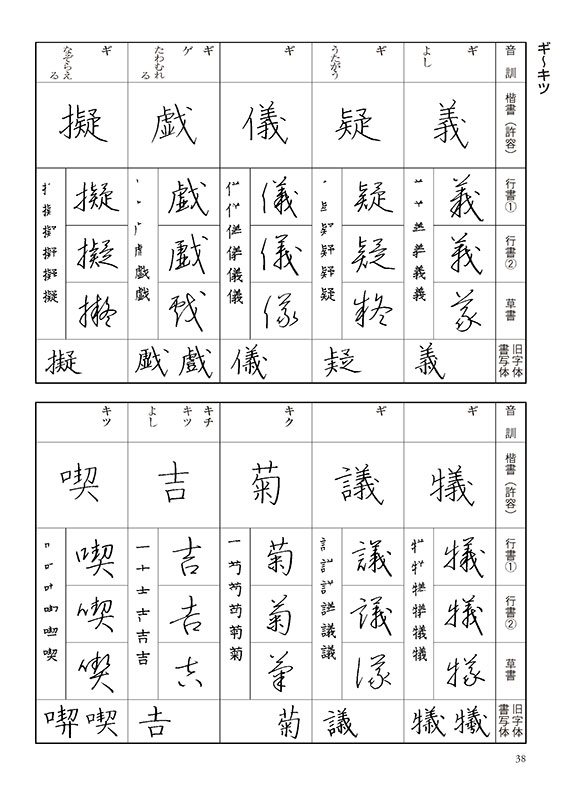 ギ～キツ
音訓
楷書（許容）
行書①
行書②
草書
旧字体
書写体
ギ
よし
義
義
義
義
義
ギ
うたがう
疑
疑
疑
疑
疑
ギ
儀
儀
儀
儀
儀
ギ
ゲ
たわむれる
戯
戯
戯
戯
戲 戯
ギ
なぞらえる
擬
擬
擬
擬
擬
音訓
楷書（許容）
行書①
行書②
草書
旧字体
書写体
ギ
犠
犠
犠
犠
犧 犠
ギ
議
議
議
議
議
キク
菊
菊
菊
菊
菊
キチ
キツ
よし
吉
吉
吉
吉
吉
キツ
喫
喫
喫
喫
喫 喫
38